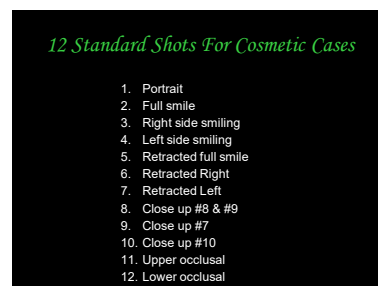 12 Standard Shots For Cosmetic Cases
1. Portrait
2. Full smile
3. Right side smiling
4. Left side smiling
5. Retracted full smile
6. Retracted Right
7. Retracted Left
8. Close up #8 & #9
9. Close up #7
10. Close up #10
11. Upper occlusal
12. Lower occlusal